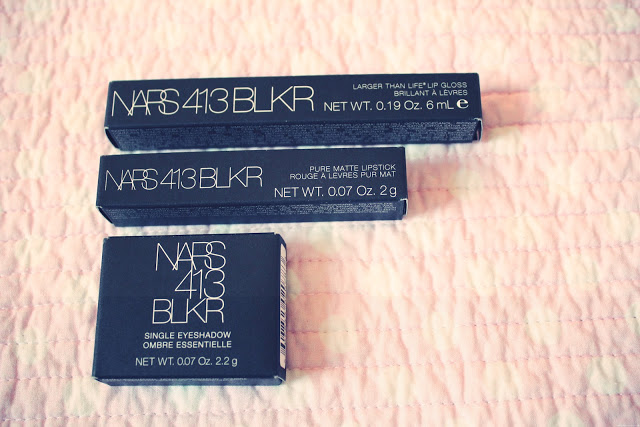 NARS 413 BLKR
LARGER THAN LIFE® LIP GLOSS
BRILLANT À LÈVRES
NET WT. 0.19 Oz. 6 mL e
NARS 413 BLKR
PURE MATTE LIPSTICK
ROUGE À LÈVRES PUR MAT
NET WT. 0.07 Oz. 2 g
NARS
413
BLKR
SINGLE EYESHADOW
OMBRE ESSENTIELLE
NET WT. 0.07 Oz. 2.2 g